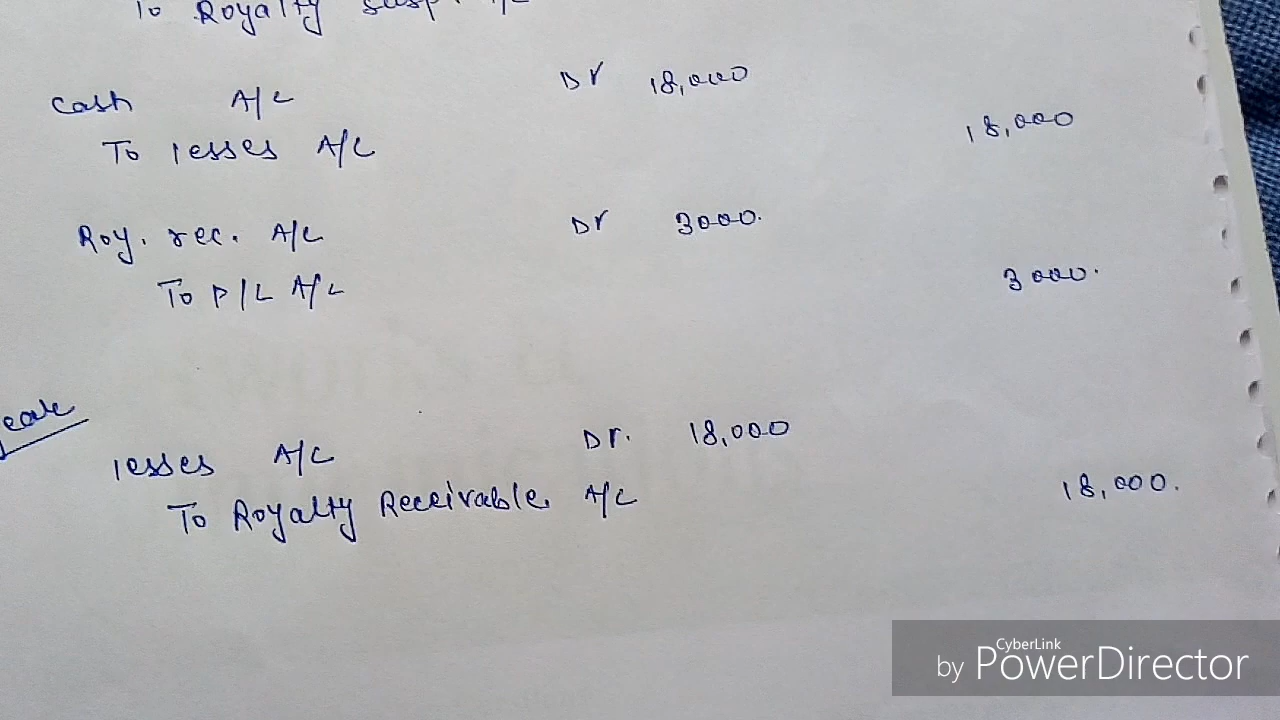 To Royalty susp. A/C
Cash A/C Dr 18,000
18,000
To lesses A/C
Roy. rec. A/C Dr 3000.
To P/L A/C 3000.
lesses A/C Dr. 18,000
To Royalty Receivable A/C 18,000.
CyberLink
by PowerDirector